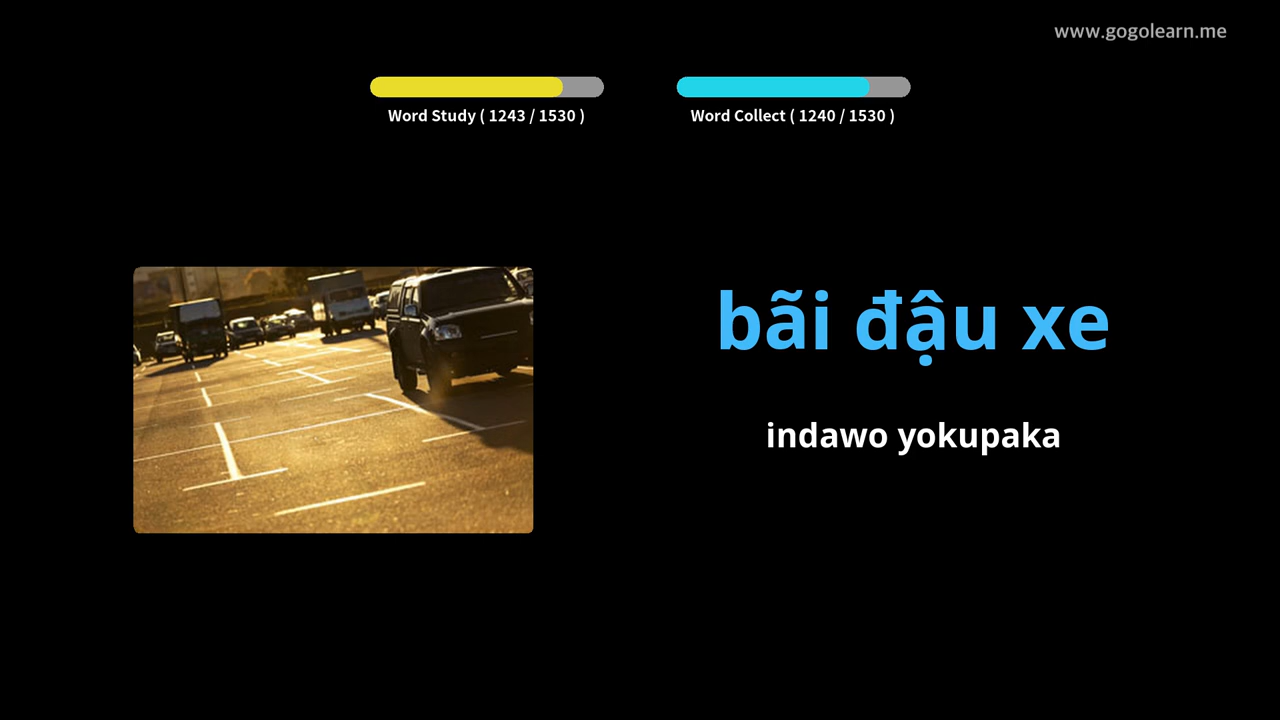 www.gogolearn.me
Word Study ( 1243 / 1530 )
Word Collect ( 1240 / 1530 )
bãi đậu xe
indawo yokupaka